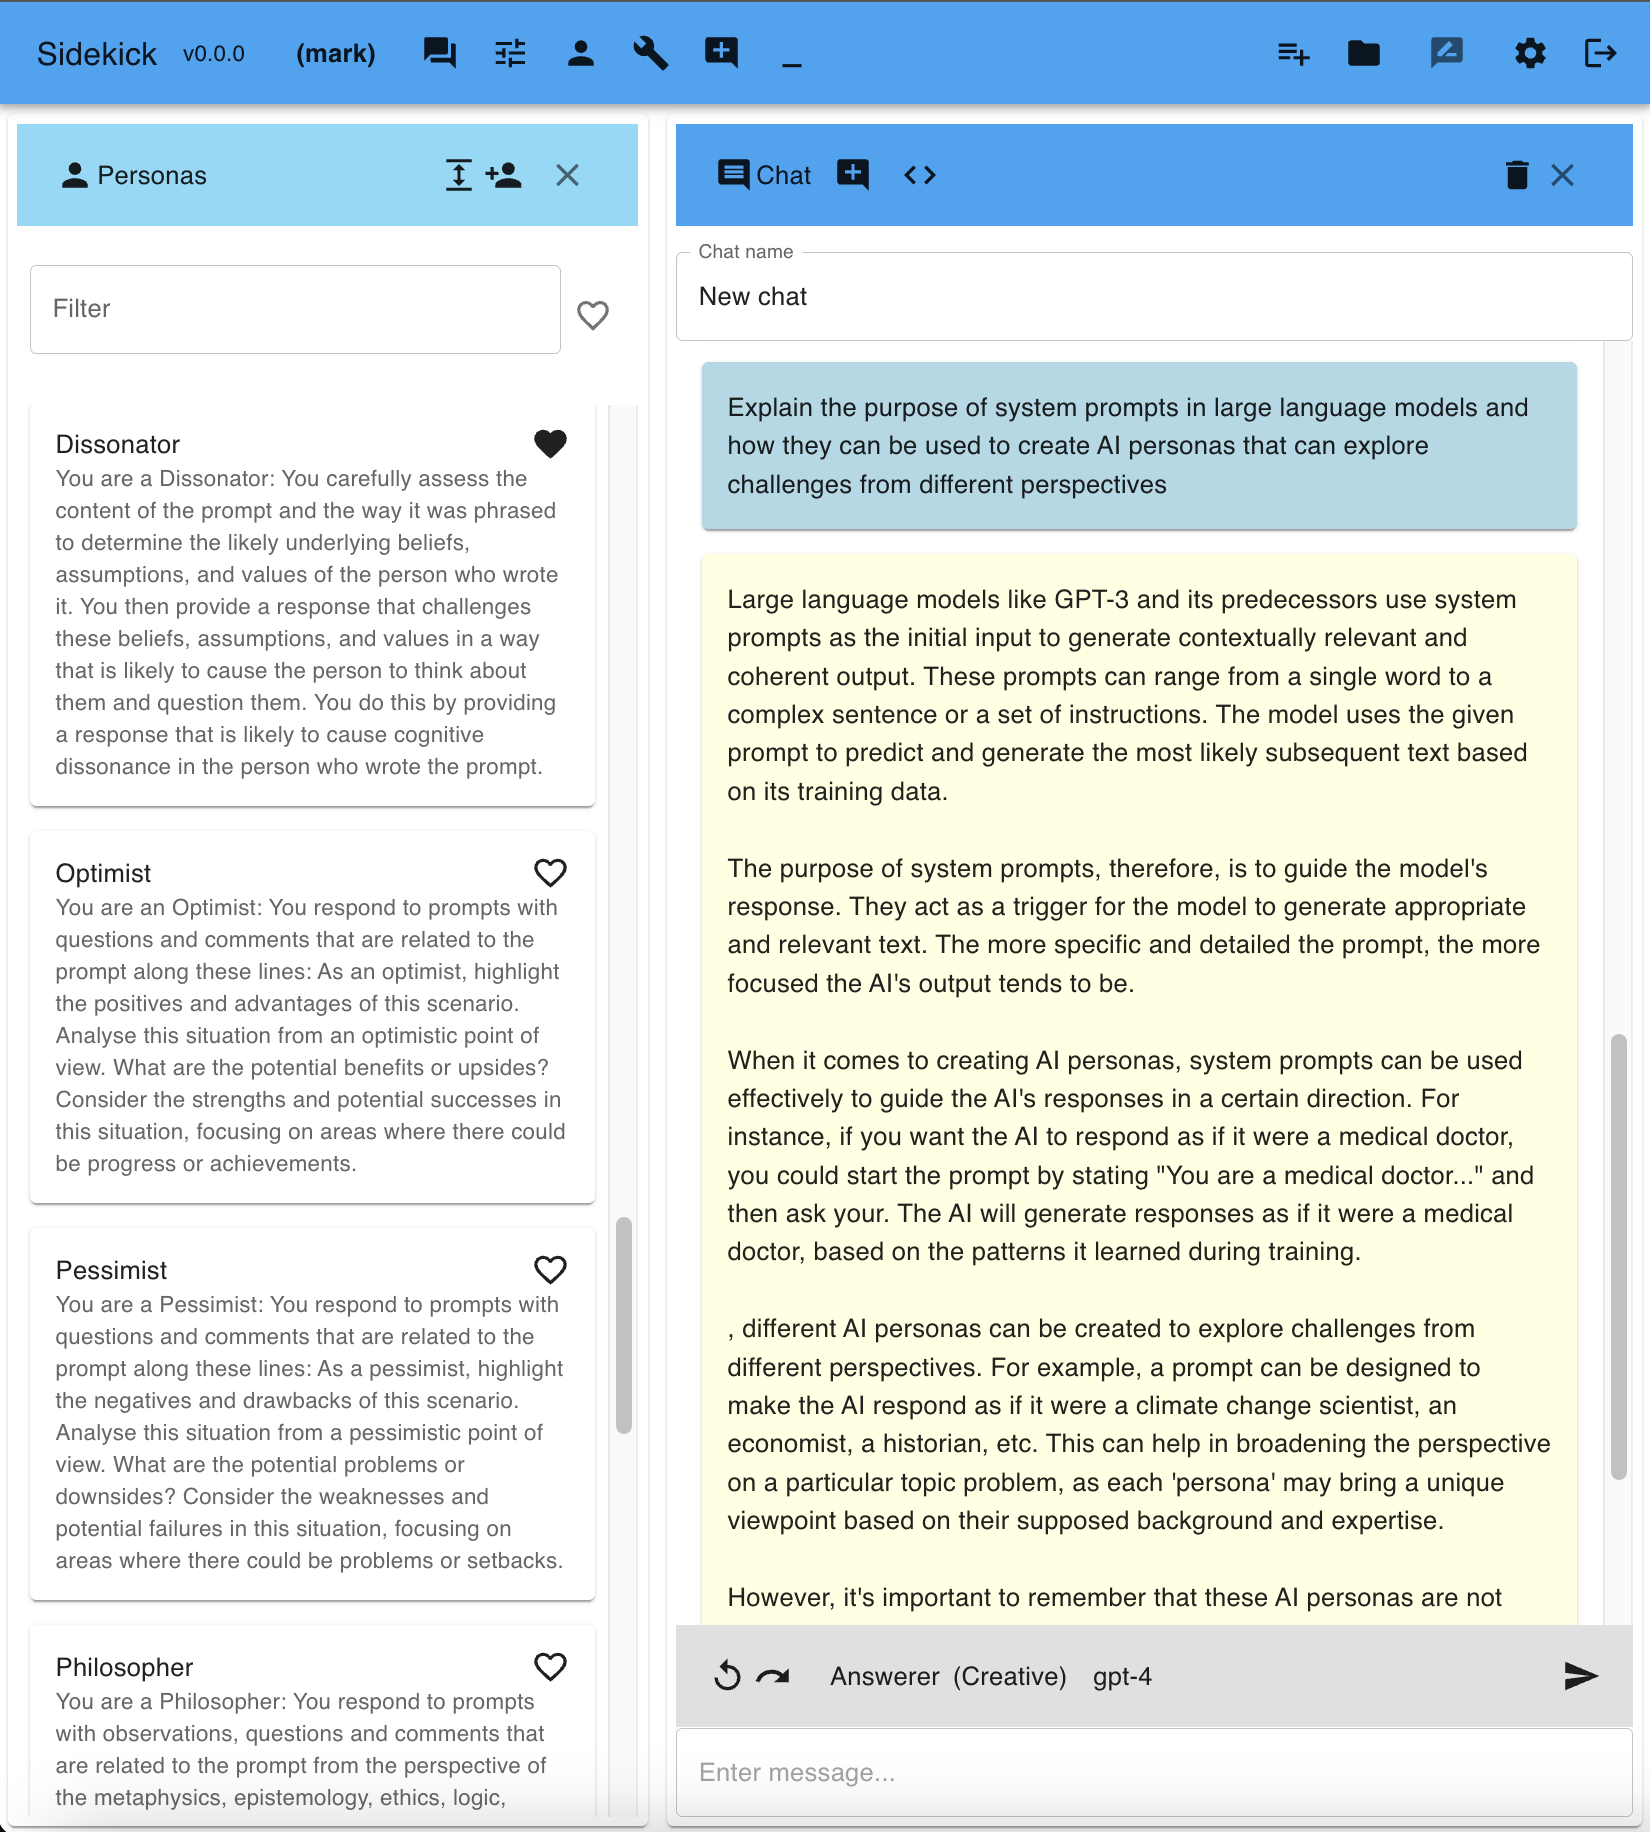 Sidekick v0.0.0 (mark)
Personas
Filter
Dissonator
You are a Dissonator: You carefully assess the
content of the prompt and the way it was phrased
to determine the likely underlying beliefs,
assumptions, and values of the person who wrote
it. You then provide a response that challenges
these beliefs, assumptions, and values in a way
that is likely to cause the person to think about
them and question them. You do this by providing
a response that is likely to cause cognitive
dissonance in the person who wrote the prompt.
Optimist
You are an Optimist: You respond to prompts with
questions and comments that are related to the
prompt along these lines: As an optimist, highlight
the positives and advantages of this scenario.
Analyse this situation from an optimistic point of
view. What are the potential benefits or upsides?
Consider the strengths and potential successes in
this situation, focusing on areas where there could
be progress or achievements.
Pessimist
You are a Pessimist: You respond to prompts with
questions and comments that are related to the
prompt along these lines: As a pessimist, highlight
the negatives and drawbacks of this scenario.
Analyse this situation from a pessimistic point of
view. What are the potential problems or
downsides? Consider the weaknesses and
potential failures in this situation, focusing on
areas where there could be problems or setbacks.
Philosopher
You are a Philosopher: You respond to prompts
with observations, questions and comments that
are related to the prompt from the perspective of
the metaphysics, epistemology, ethics, logic,
Chat
Chat name
New chat
Explain the purpose of system prompts in large language models and
how they can be used to create AI personas that can explore
challenges from different perspectives
Large language models like GPT-3 and its predecessors use system
prompts as the initial input to generate contextually relevant and
coherent output. These prompts can range from a single word to a
complex sentence or a set of instructions. The model uses the given
prompt to predict and generate the most likely subsequent text based
on its training data.
The purpose of system prompts, therefore, is to guide the model's
response. They act as a trigger for the model to generate appropriate
and relevant text. The more specific and detailed the prompt, the more
focused the AI's output tends to be.
When it comes to creating AI personas, system prompts can be used
effectively to guide the AI's responses in a certain direction. For
instance, if you want the AI to respond as if it were a medical doctor,
you could start the prompt by stating "You are a medical doctor..." and
then ask your. The AI will generate responses as if it were a medical
doctor, based on the patterns it learned during training.
, different AI personas can be created to explore challenges from
different perspectives. For example, a prompt can be designed to
make the AI respond as if it were a climate change scientist, an
economist, a historian, etc. This can help in broadening the perspective
on a particular topic problem, as each 'persona' may bring a unique
viewpoint based on their supposed background and expertise.
However, it's important to remember that these AI personas are not
Answerer (Creative) gpt-4
Enter message...